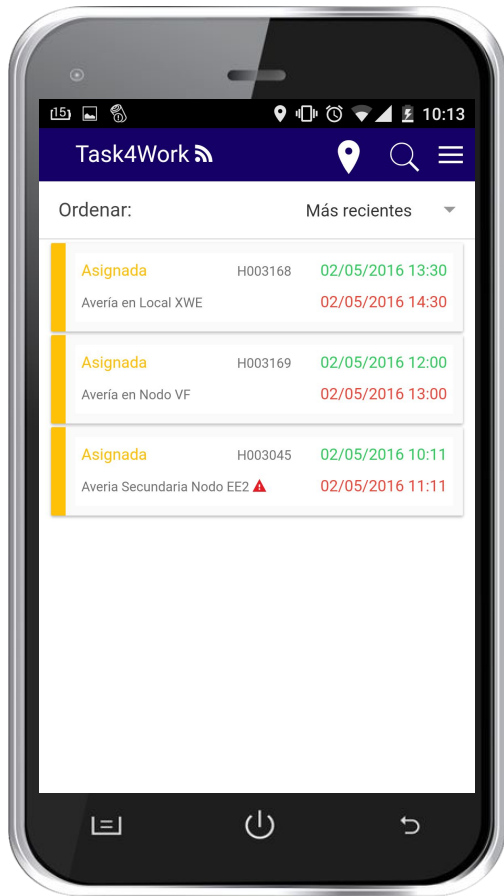 15 10:13
Task4Work
Ordenar: Más recientes
Asignada H003168 02/05/2016 13:30
Avería en Local XWE 02/05/2016 14:30
Asignada H003169 02/05/2016 12:00
Avería en Nodo VF 02/05/2016 13:00
Asignada H003045 02/05/2016 10:11
Averia Secundaria Nodo EE2 02/05/2016 11:11